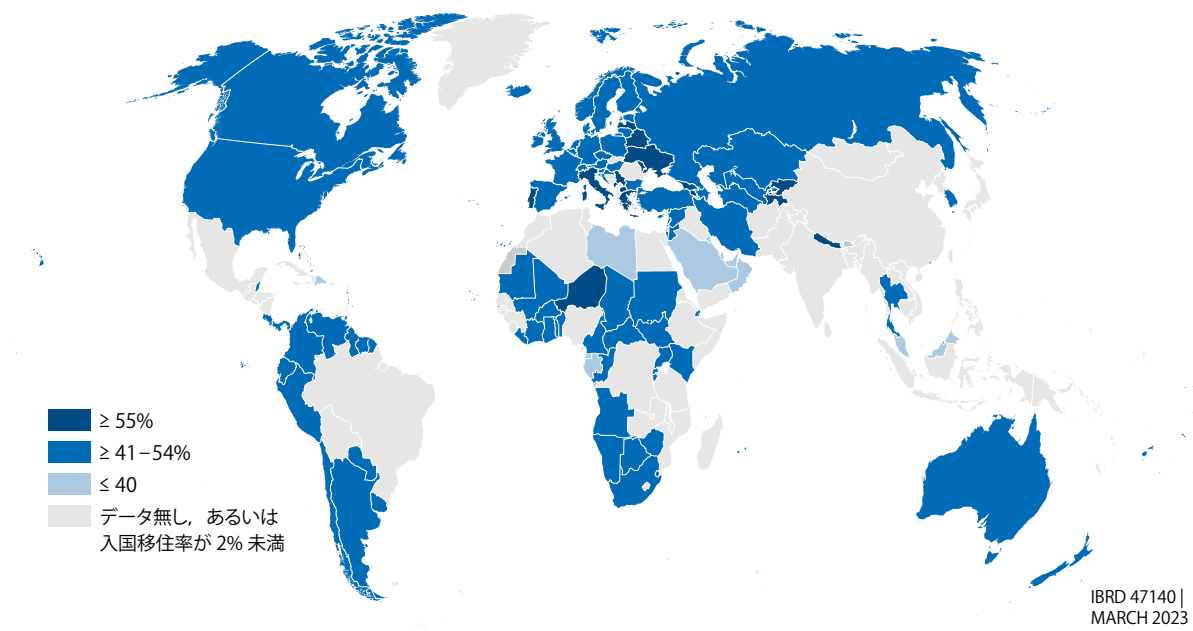 ≥ 55%
≥ 41–54%
≤ 40
データ無し，あるいは
入国移住率が 2% 未満
IBRD 47140 |
MARCH 2023